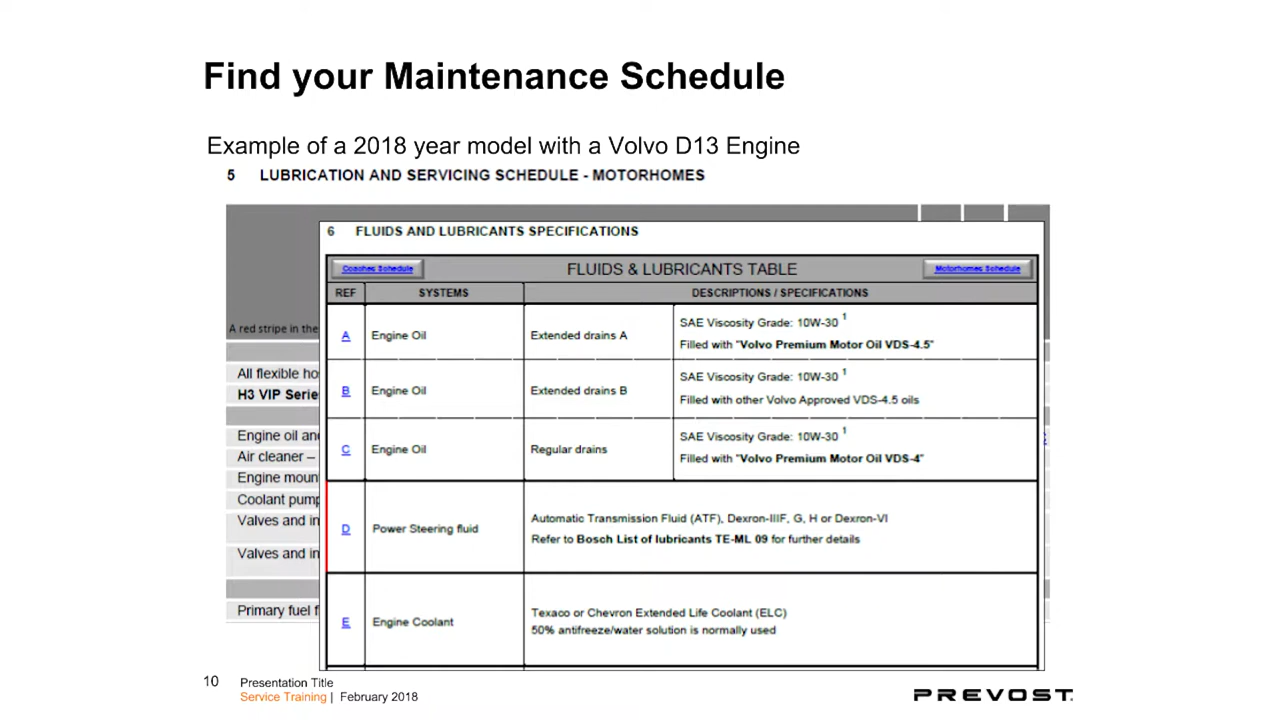 Find your Maintenance Schedule
Example of a 2018 year model with a Volvo D13 Engine
5 LUBRICATION AND SERVICING SCHEDULE - MOTORHOMES
6 FLUIDS AND LUBRICANTS SPECIFICATIONS
Coaches Schedule FLUIDS & LUBRICANTS TABLE Motorhomes Schedule
REF SYSTEMS DESCRIPTIONS / SPECIFICATIONS
A Engine Oil Extended drains A SAE Viscosity Grade: 10W-30 1
Filled with "Volvo Premium Motor Oil VDS-4.5"
B Engine Oil Extended drains B SAE Viscosity Grade: 10W-30 1
Filled with other Volvo Approved VDS-4.5 oils
C Engine Oil Regular drains SAE Viscosity Grade: 10W-30 1
Filled with "Volvo Premium Motor Oil VDS-4"
D Power Steering fluid Automatic Transmission Fluid (ATF), Dexron-IIIF, G, H or Dexron-VI
Refer to Bosch List of lubricants TE-ML 09 for further details
E Engine Coolant Texaco or Chevron Extended Life Coolant (ELC)
50% antifreeze/water solution is normally used
A red stripe in the
All flexible ho
H3 VIP Serie
Engine oil and
Air cleaner –
Engine moun
Coolant pump
Valves and in
Valves and in
Primary fuel f
10 Presentation Title
Service Training | February 2018
PREVOST